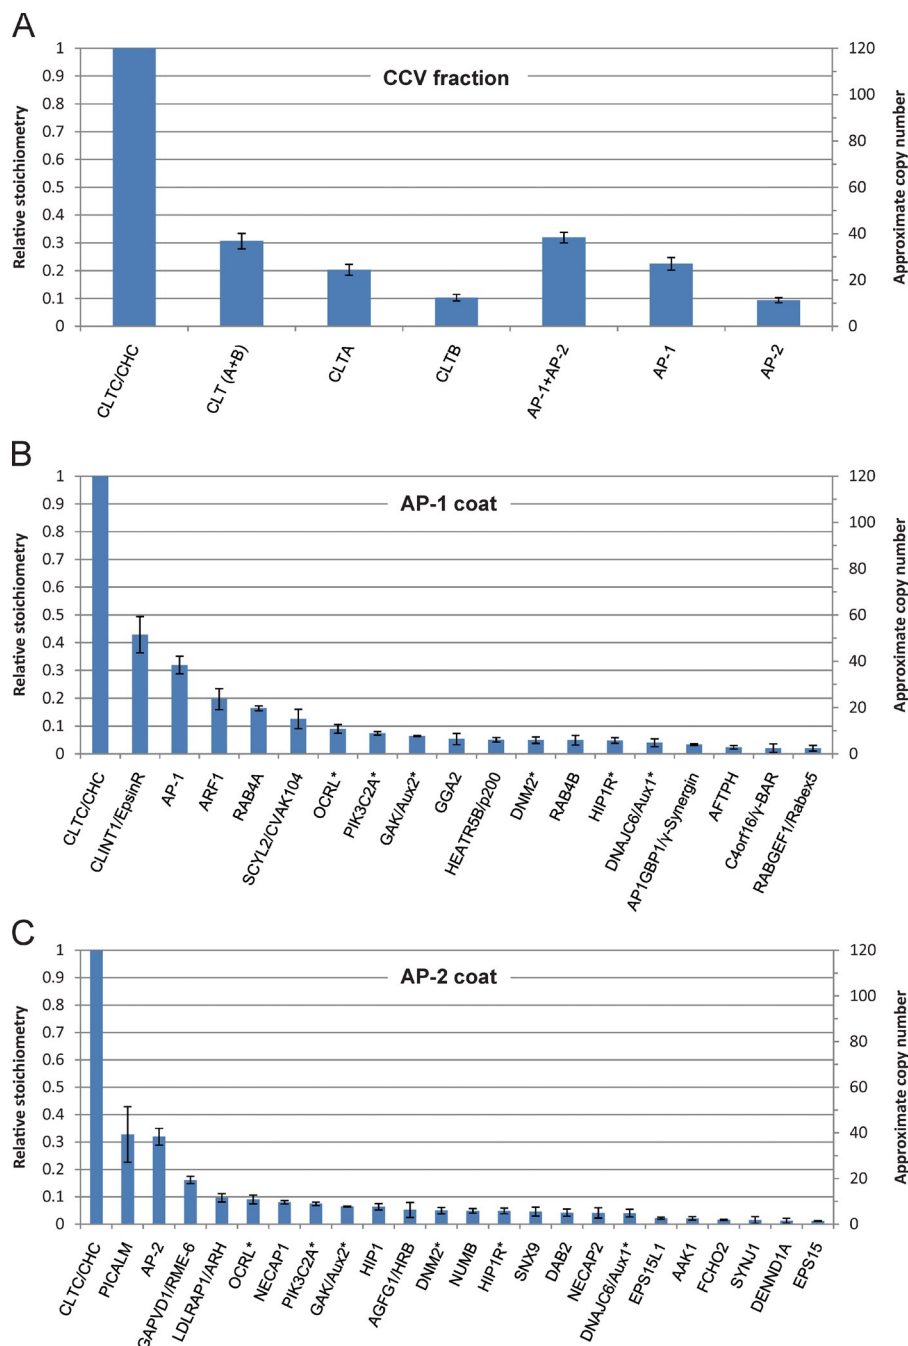 A
CCV fraction
Relative stoichiometry
1
0.9
0.8
0.7
0.6
0.5
0.4
0.3
0.2
0.1
0
120
100
80
60
40
20
0
Approximate copy number
CLTC/CHC
CLT (A+B)
CLTA
CLTB
AP-1+AP-2
AP-1
AP-2
B
AP-1 coat
Relative stoichiometry
1
0.9
0.8
0.7
0.6
0.5
0.4
0.3
0.2
0.1
0
120
100
80
60
40
20
0
Approximate copy number
CLTC/CHC
CLINT1/EpsinR
AP-1
ARF1
RAB4A
SCYL2/CVAK104
OCRL*
PIK3C2A*
GAK/Aux2*
GGA2
HEATR5B/p200
DNM2*
RAB4B
HIP1R*
DNAJC6/Aux1*
AP1GBP1/γ-Synergin
AFTPH
C4orf16/γ-BAR
RABGEF1/Rabex5
C
AP-2 coat
Relative stoichiometry
1
0.9
0.8
0.7
0.6
0.5
0.4
0.3
0.2
0.1
0
120
100
80
60
40
20
0
Approximate copy number
CLTC/CHC
PICALM
AP-2
GAPVD1/RME-6
LDLRAP1/ARH
OCRL*
NECAP1
PIK3C2A*
GAK/Aux2*
HIP1
AGFG1/HRB
DNM2*
NUMB
HIP1R*
SNX9
DAB2
NECAP2
DNAJC6/Aux1*
EPS15L1
AAK1
FCHO2
SYNJ1
DENND1A
EPS15